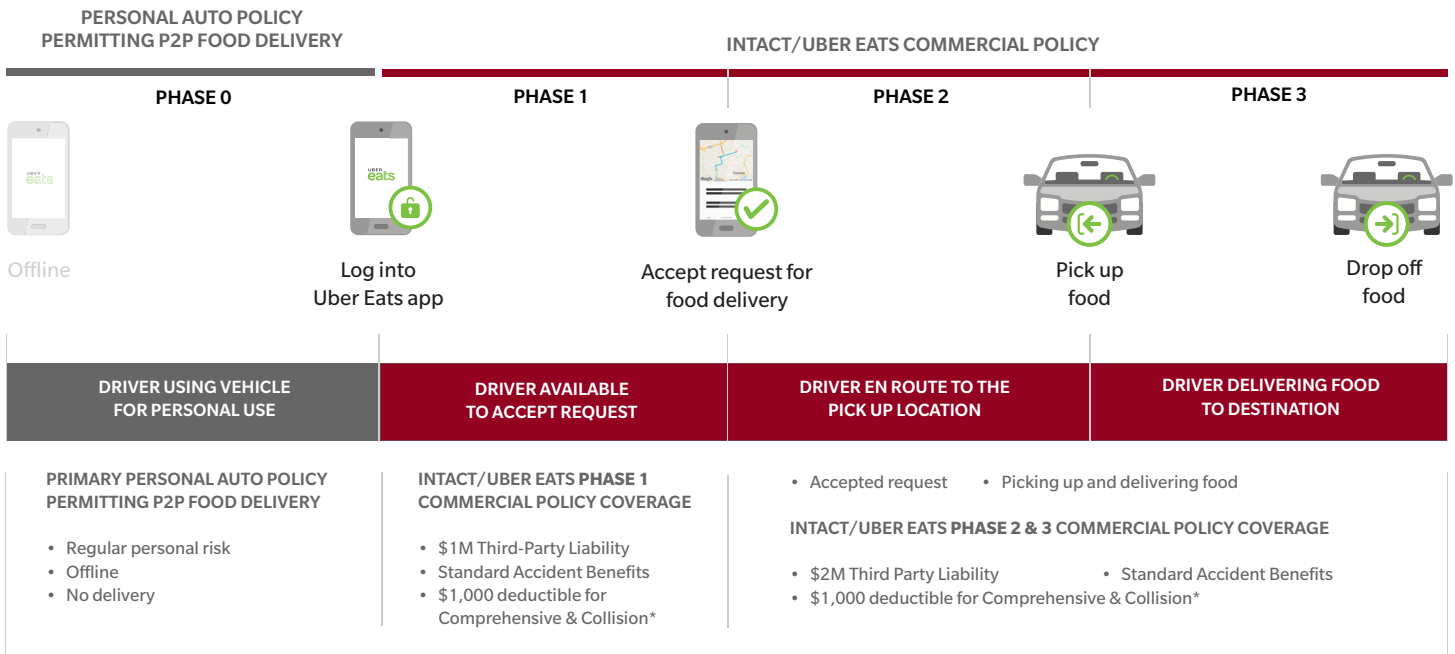 PERSONAL AUTO POLICY
PERMITTING P2P FOOD DELIVERY
INTACT/UBER EATS COMMERCIAL POLICY
PHASE 0
PHASE 1
PHASE 2
PHASE 3
UBER
eats
UBER
eats
Offline
Log into
Uber Eats app
Accept request for
food delivery
Pick up
food
Drop off
food
DRIVER USING VEHICLE
FOR PERSONAL USE
DRIVER AVAILABLE
TO ACCEPT REQUEST
DRIVER EN ROUTE TO THE
PICK UP LOCATION
DRIVER DELIVERING FOOD
TO DESTINATION
PRIMARY PERSONAL AUTO POLICY
PERMITTING P2P FOOD DELIVERY
• Regular personal risk
• Offline
• No delivery
INTACT/UBER EATS PHASE 1
COMMERCIAL POLICY COVERAGE
• $1M Third-Party Liability
• Standard Accident Benefits
• $1,000 deductible for
Comprehensive & Collision*
• Accepted request • Picking up and delivering food
INTACT/UBER EATS PHASE 2 & 3 COMMERCIAL POLICY COVERAGE
• $2M Third Party Liability • Standard Accident Benefits
• $1,000 deductible for Comprehensive & Collision*